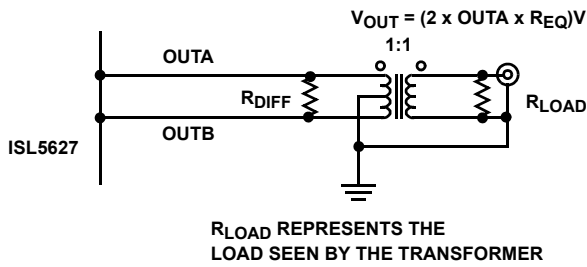 V_OUT = (2 x OUTA x R_EQ)V
1:1
OUTA
R_DIFF
R_LOAD
OUTB
ISL5627
R_LOAD REPRESENTS THE
LOAD SEEN BY THE TRANSFORMER